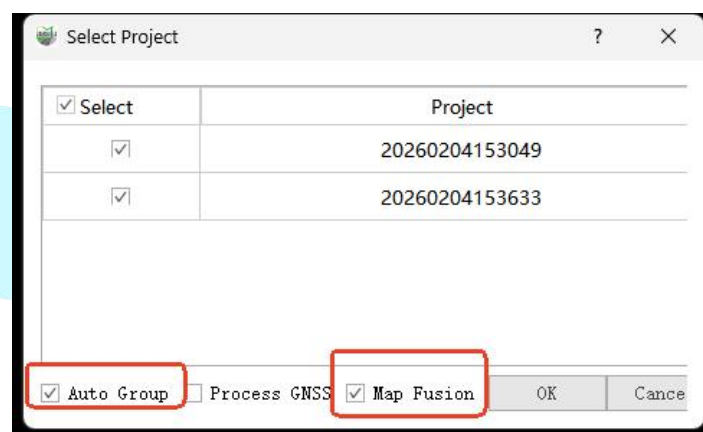 Select Project ? ×
Select Project
20260204153049
20260204153633
Auto Group Process GNSS Map Fusion OK Cance